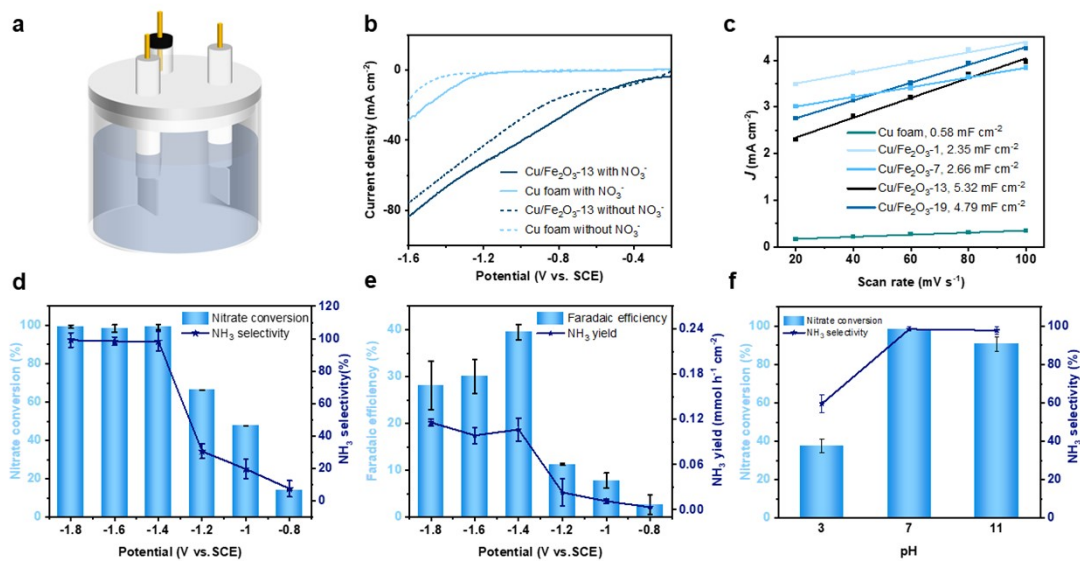 a
b
Current density (mA cm⁻²)
0
-40
-80
Cu/Fe₂O₃-13 with NO₃⁻
Cu foam with NO₃⁻
Cu/Fe₂O₃-13 without NO₃⁻
Cu foam without NO₃⁻
-1.6 -1.2 -0.8 -0.4
Potential (V vs. SCE)
c
J (mA cm⁻²)
4
3
2
1
0
Cu foam, 0.58 mF cm⁻²
Cu/Fe₂O₃-1, 2.35 mF cm⁻²
Cu/Fe₂O₃-7, 2.66 mF cm⁻²
Cu/Fe₂O₃-13, 5.32 mF cm⁻²
Cu/Fe₂O₃-19, 4.79 mF cm⁻²
20 40 60 80 100
Scan rate (mV s⁻¹)
d
Nitrate conversion (%)
100
80
60
40
20
0
Nitrate conversion
NH₃ selectivity
120
100
80
60
40
20
0
NH₃ selectivity(%)
-1.8 -1.6 -1.4 -1.2 -1 -0.8
Potential (V vs.SCE)
e
Faradaic efficiency (%)
40
30
20
10
0
Faradaic efficiency
NH₃ yield
0.24
0.18
0.12
0.06
0.00
NH₃ yield (mmol h⁻¹ cm⁻²)
-1.8 -1.6 -1.4 -1.2 -1 -0.8
Potential (V vs.SCE)
f
Nitrate conversion (%)
100
80
60
40
20
0
Nitrate conversion
NH₃ selectivity
100
80
60
40
20
0
NH₃ selectivity (%)
3 7 11
pH